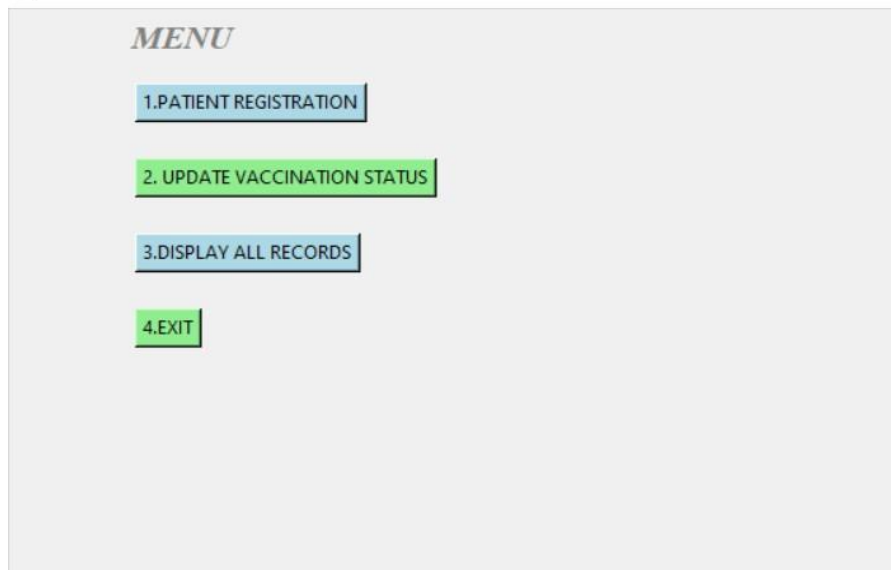 MENU
1.PATIENT REGISTRATION
2. UPDATE VACCINATION STATUS
3.DISPLAY ALL RECORDS
4.EXIT